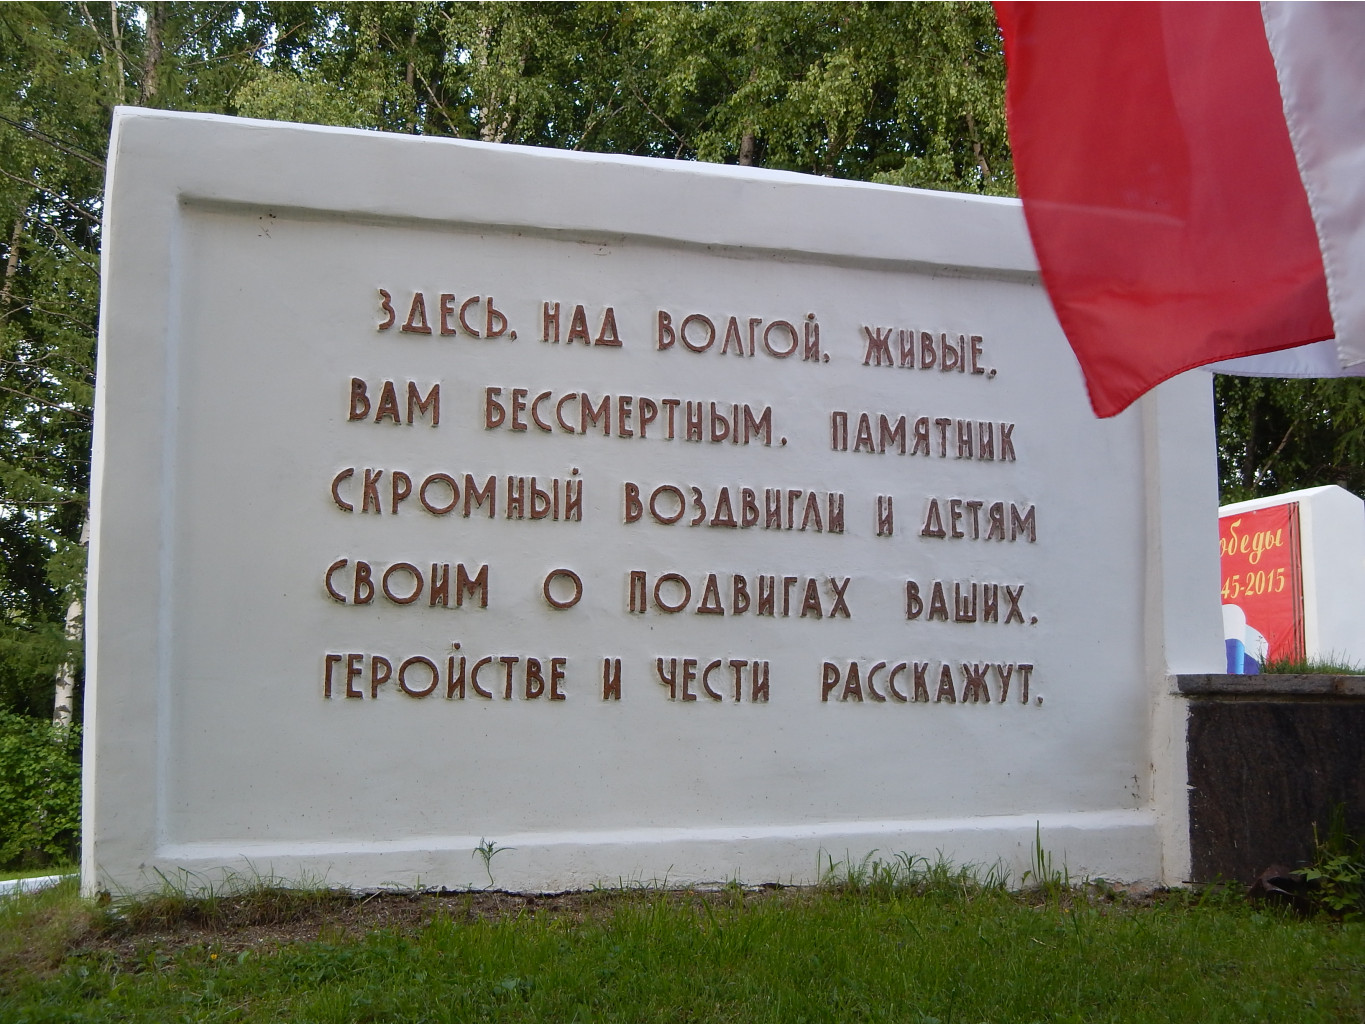 ЗДЕСЬ, НАД ВОЛГОЙ, ЖИВЫЕ,
ВАМ БЕССМЕРТНЫМ, ПАМЯТНИК
СКРОМНЫЙ ВОЗДВИГЛИ И ДЕТЯМ
СВОИМ О ПОДВИГАХ ВАШИХ,
ГЕРОЙСТВЕ И ЧЕСТИ РАССКАЖУТ.
обеды
45-2015